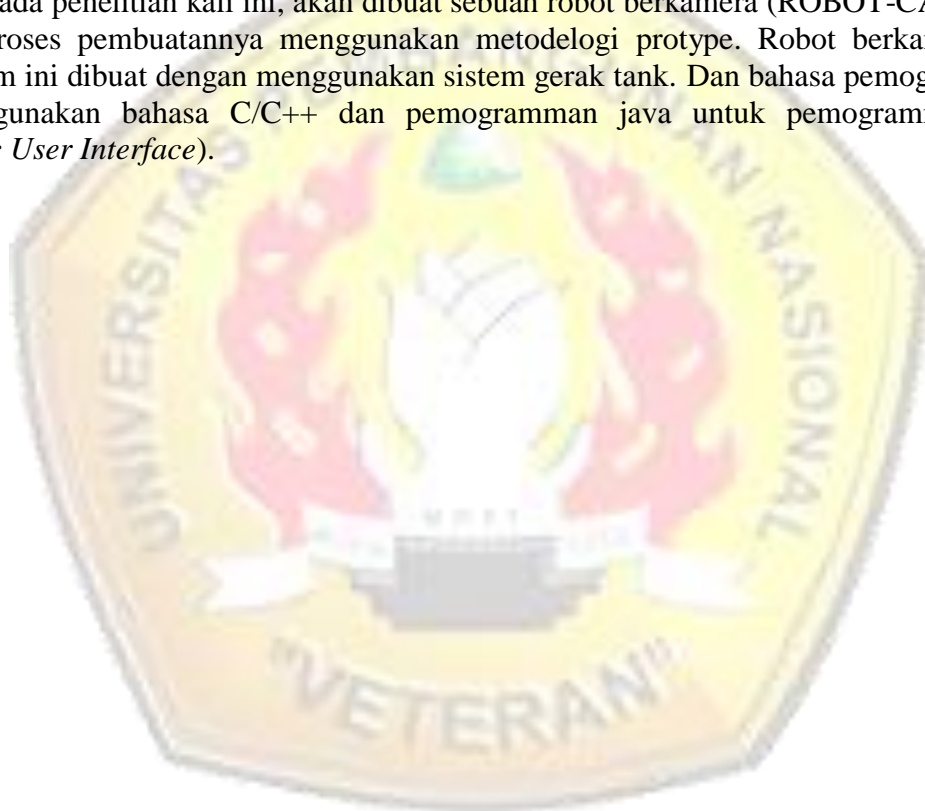 ada penelitian kali ini, akan dibuat sebuah robot berkamera (ROBOT-CA
roses pembuatannya menggunakan metodelogi protype. Robot berka
m ini dibuat dengan menggunakan sistem gerak tank. Dan bahasa pemog
gunakan bahasa C/C++ dan pemogramman java untuk pemogram
User Interface).
UNIVERSITAS PEMBANGUNAN NASIONAL
"VETERAN"